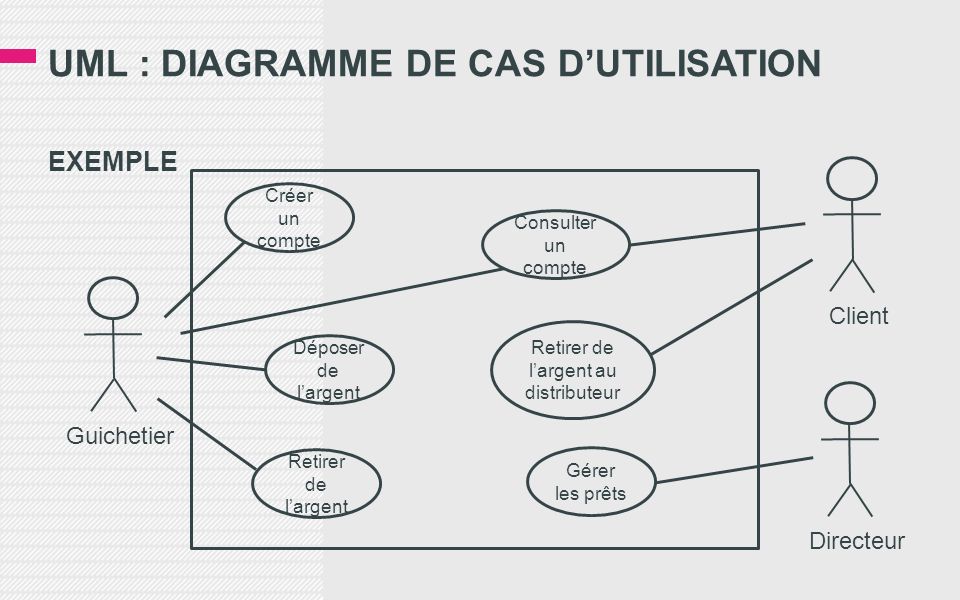 UML : DIAGRAMME DE CAS D’UTILISATION
EXEMPLE
Créer
un
compte
Consulter
un
compte
Client
Déposer
de
l’argent
Retirer de
l’argent au
distributeur
Guichetier
Retirer
de
l’argent
Gérer
les prêts
Directeur